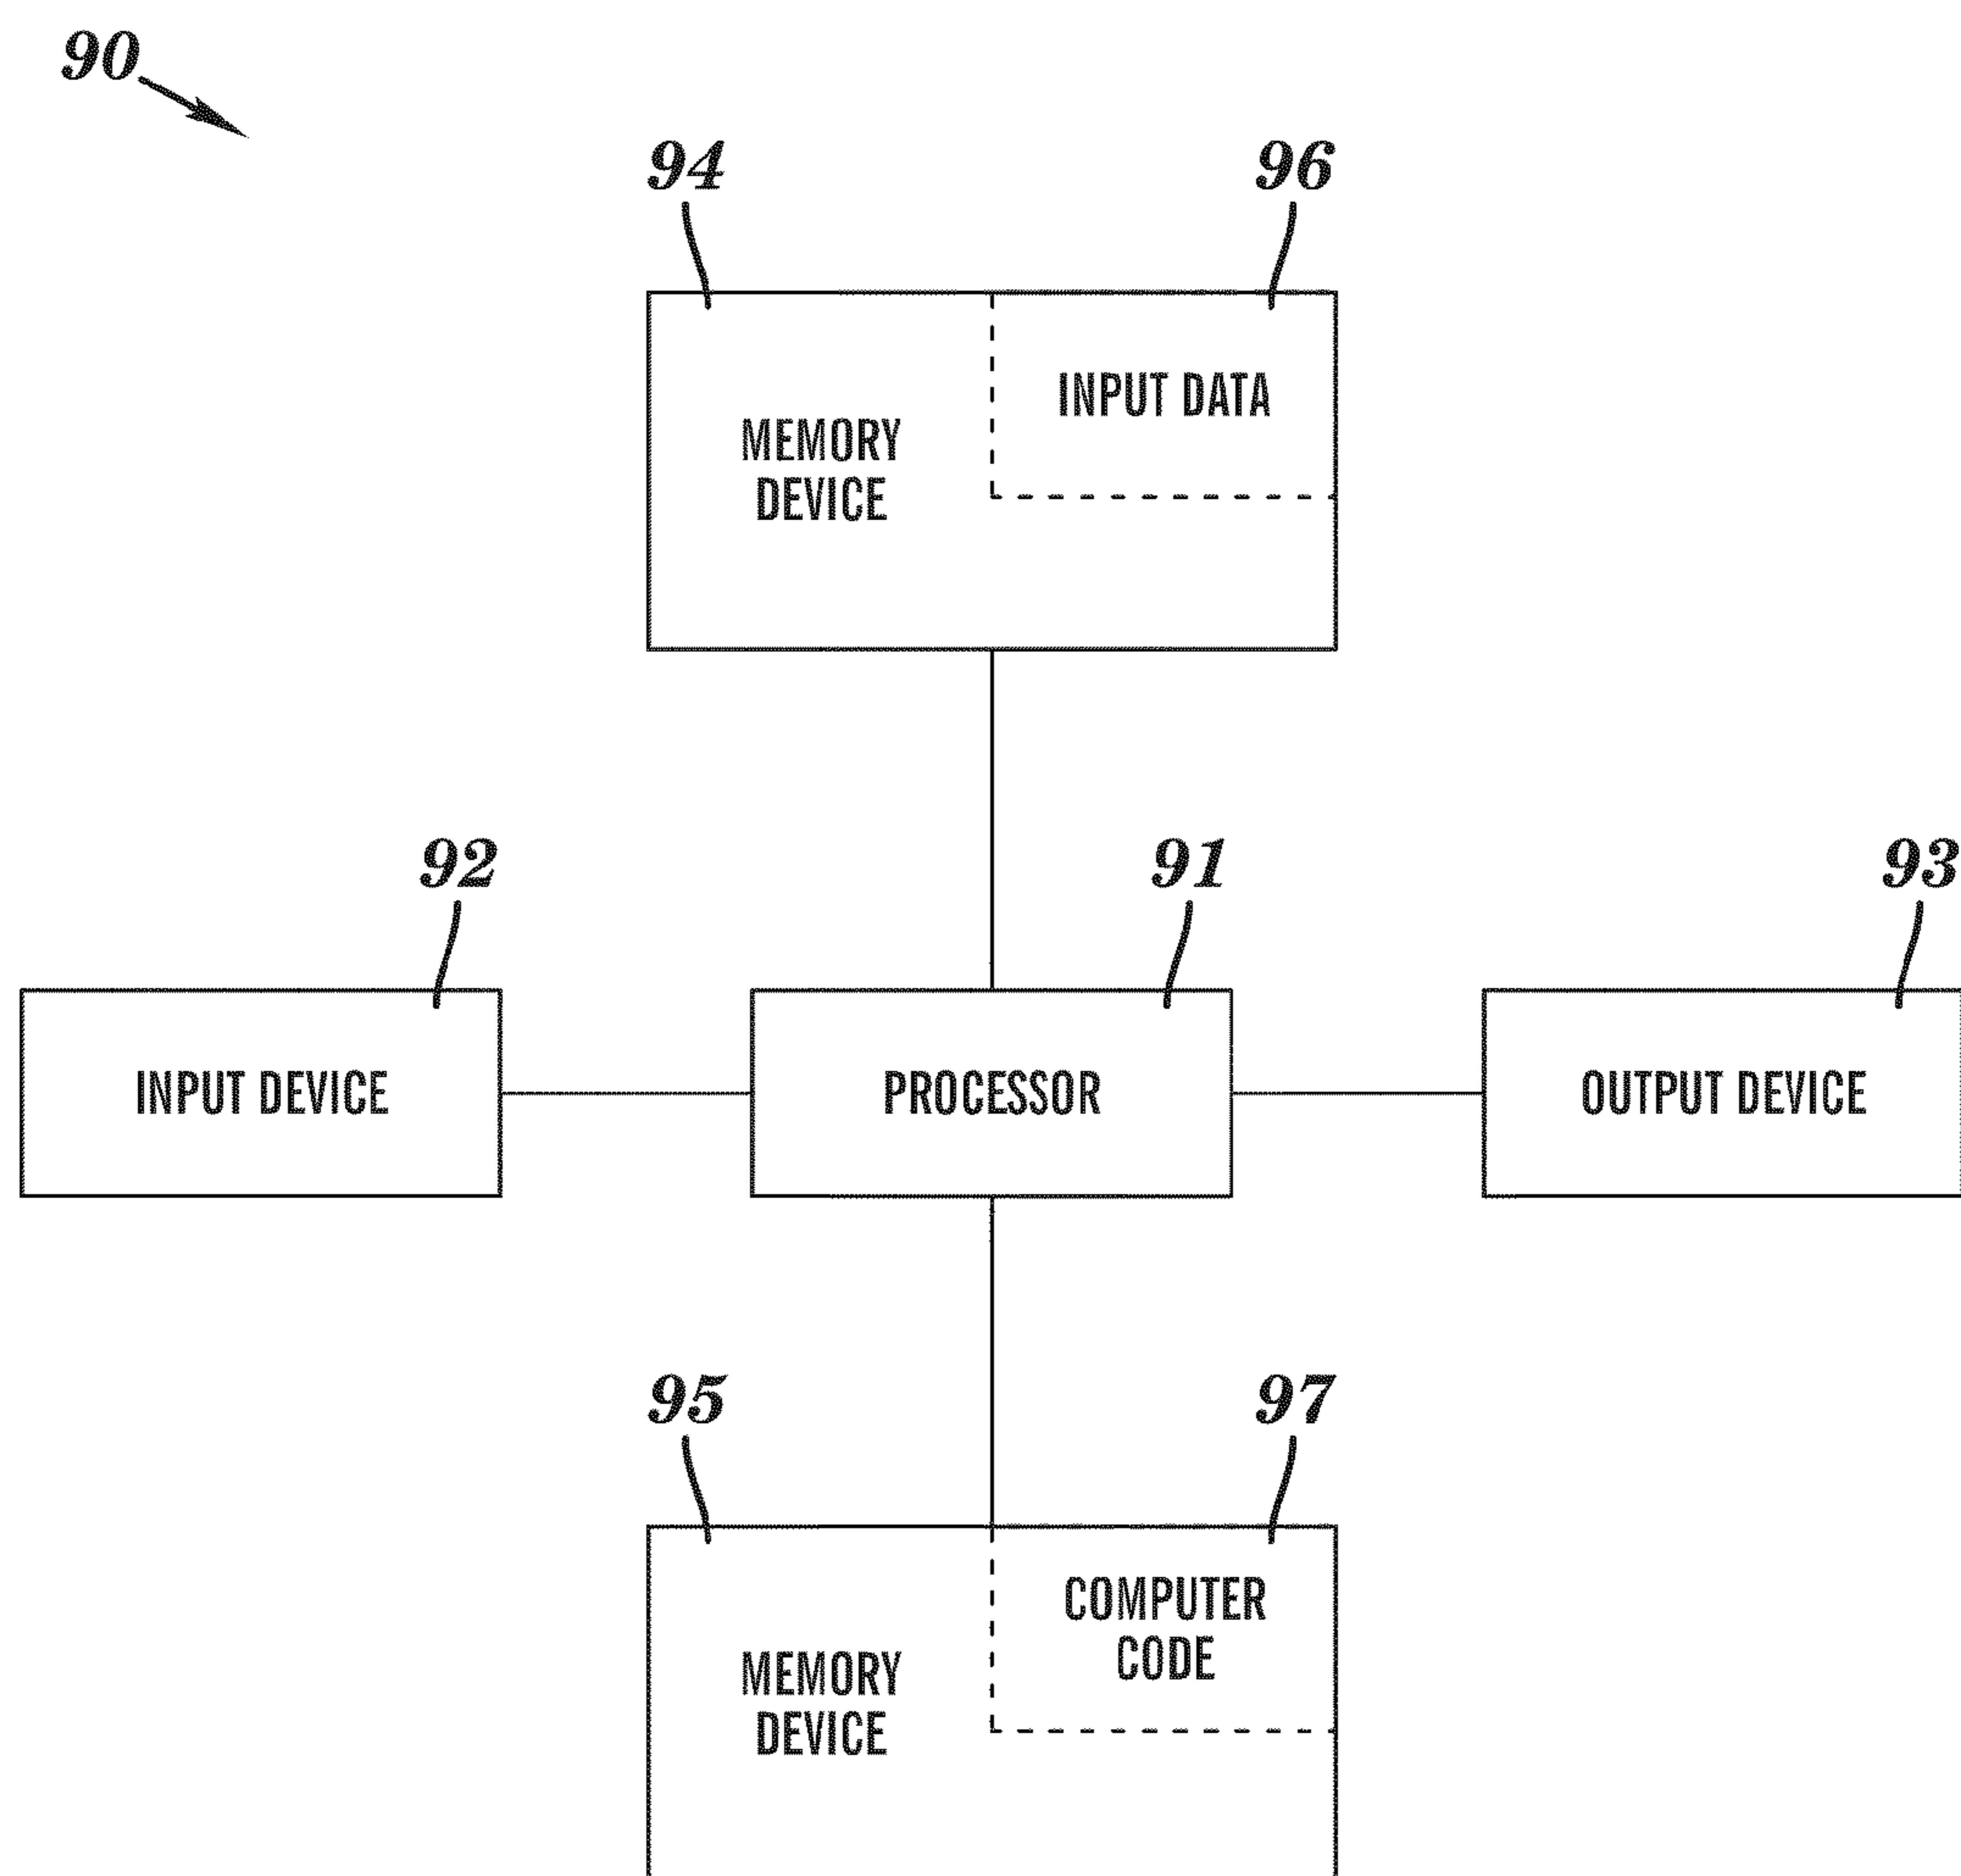 90
94
96
INPUT DATA
MEMORY
DEVICE
92
91
93
INPUT DEVICE
PROCESSOR
OUTPUT DEVICE
95
97
COMPUTER
CODE
MEMORY
DEVICE